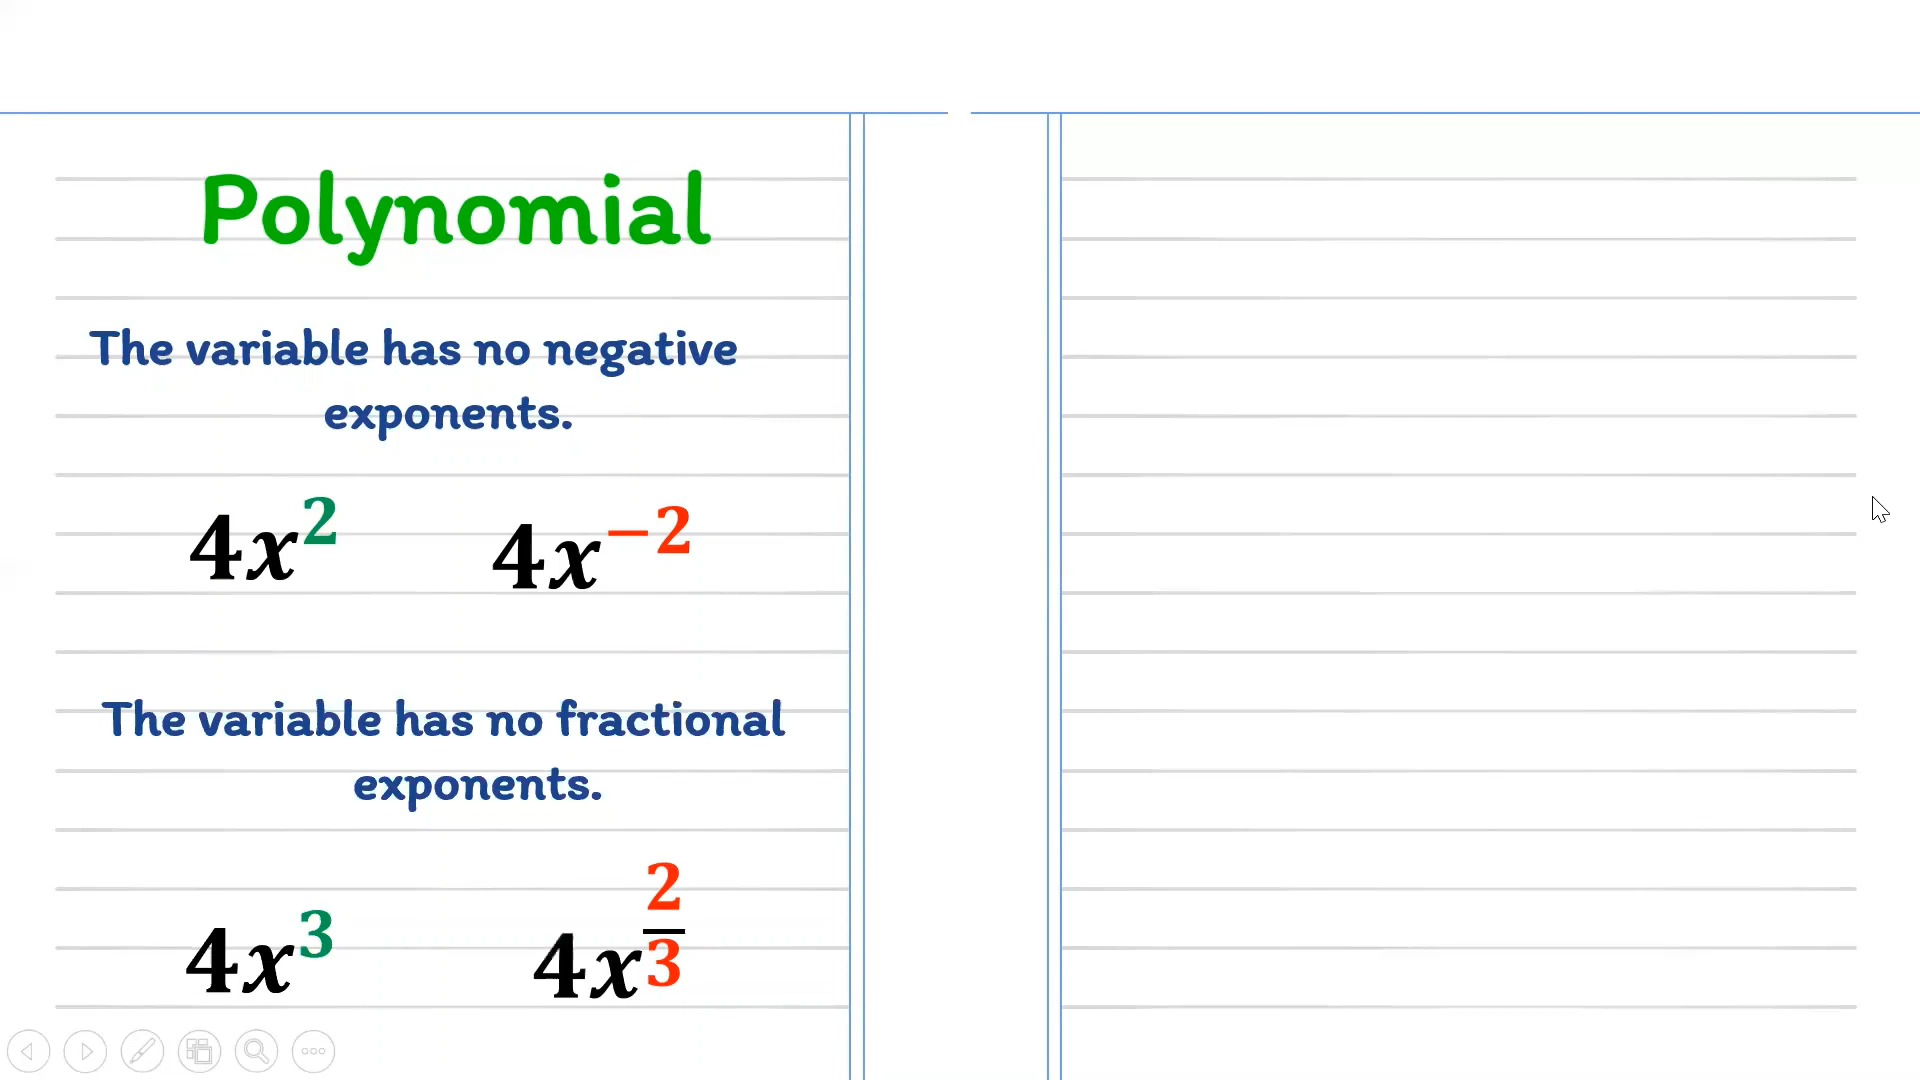 Polynomial
The variable has no negative
exponents.
4x² 4x⁻²
The variable has no fractional
exponents.
4x³ 4x^(2/3)